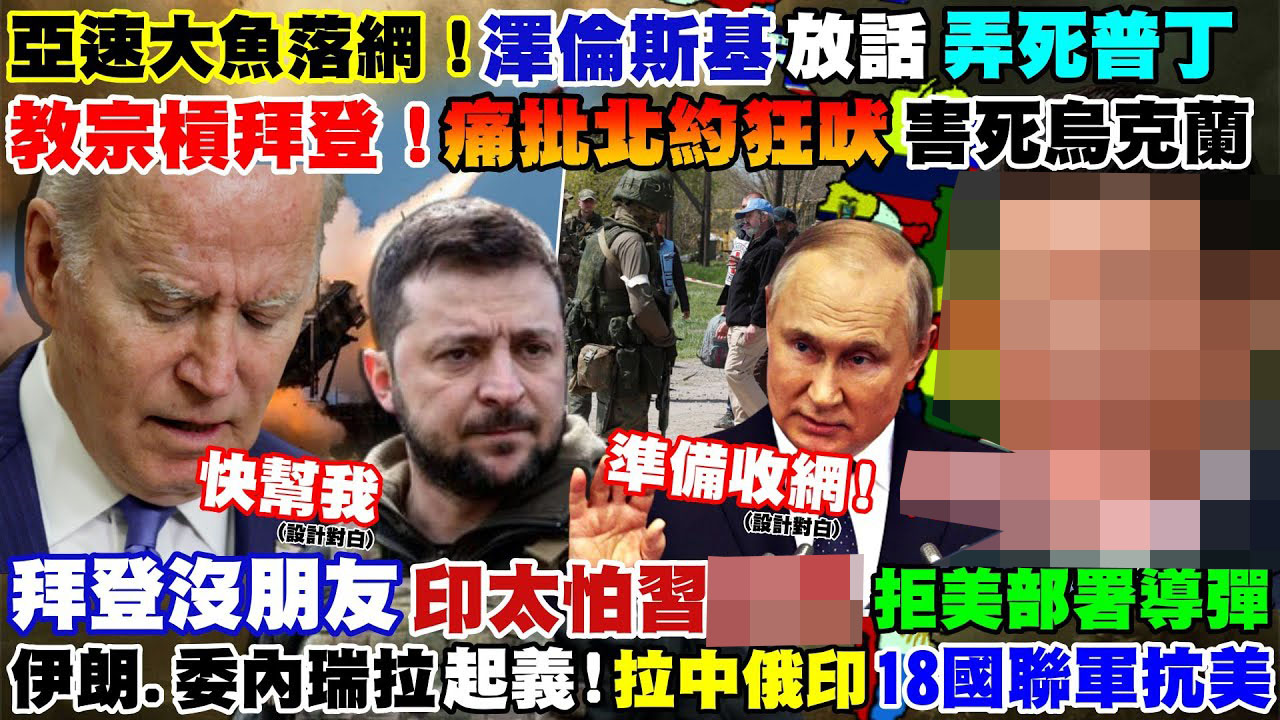 亞速大魚落網!澤倫斯基 放話 弄死普丁
教宗槓拜登!痛批北約狂吠 害死烏克蘭
快幫我
(設計對白)
準備收網!
(設計對白)
拜登沒朋友 印太怕習 拒美部署導彈
伊朗.委內瑞拉起義!拉中俄印18國聯軍抗美